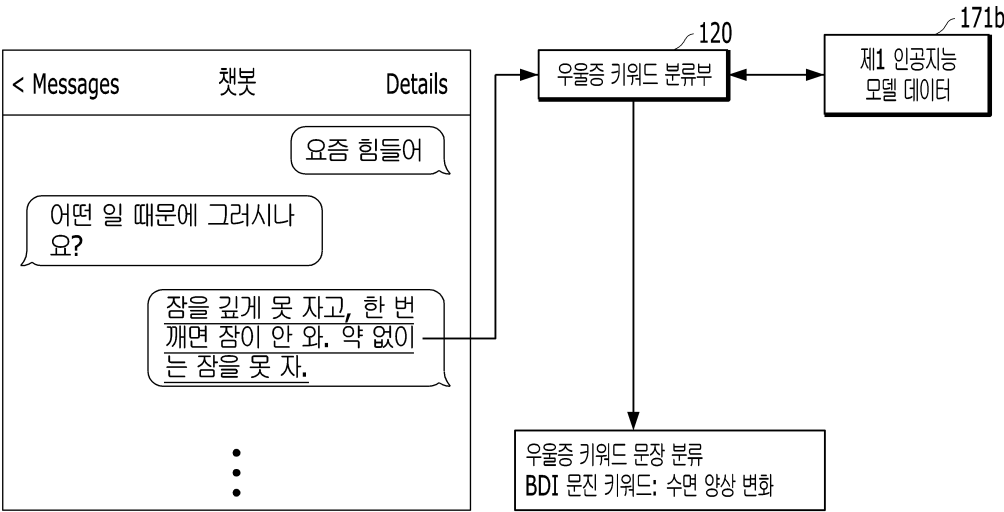 < Messages 챗봇 Details
요즘 힘들어
어떤 일 때문에 그러시나
요?
잠을 깊게 못 자고, 한 번
깨면 잠이 안 와. 약 없이
는 잠을 못 자.
120
우울증 키워드 분류부
171b
제1 인공지능
모델 데이터
우울증 키워드 문장 분류
BDI 문진 키워드: 수면 양상 변화